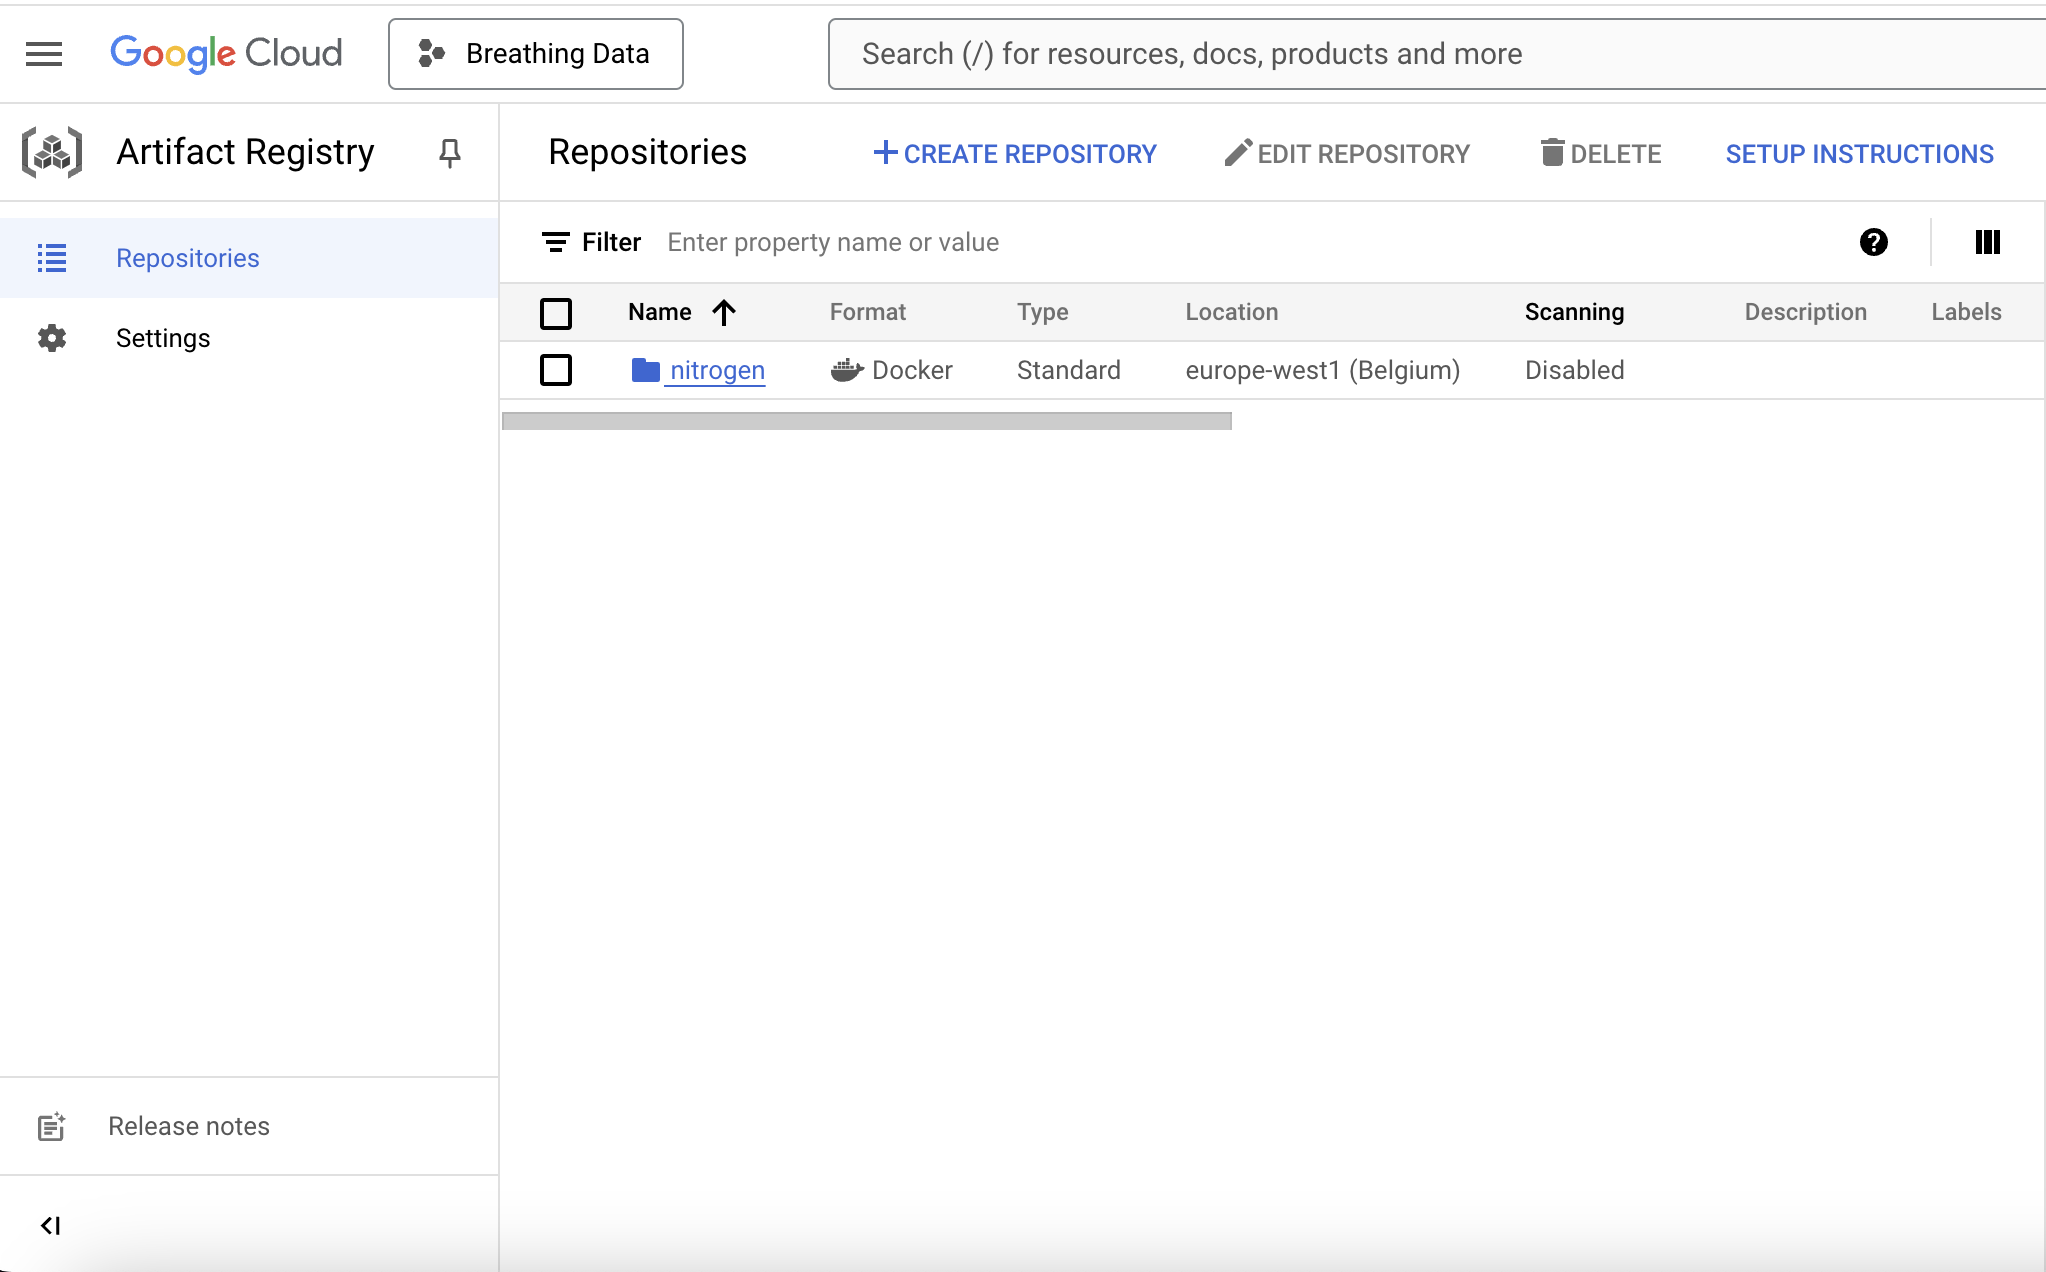 Google Cloud
Breathing Data
Search (/) for resources, docs, products and more
Artifact Registry
Repositories
CREATE REPOSITORY
EDIT REPOSITORY
DELETE
SETUP INSTRUCTIONS
Repositories
Settings
Filter Enter property name or value
Name Format Type Location Scanning Description Labels
nitrogen Docker Standard europe-west1 (Belgium) Disabled
Release notes